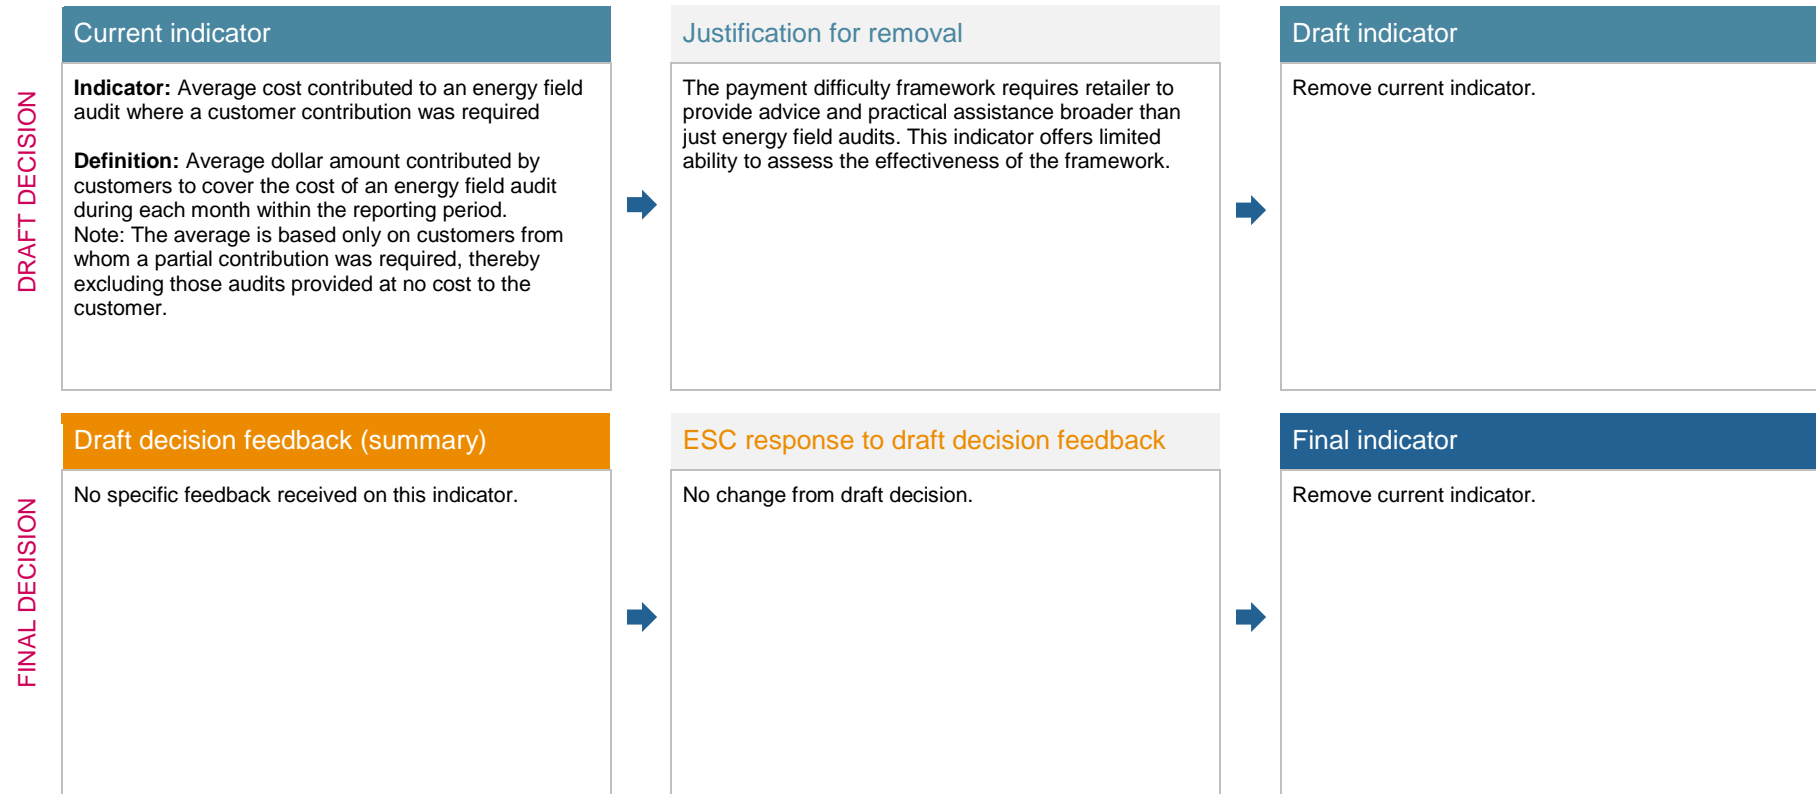 DRAFT DECISION
Current indicator
Indicator: Average cost contributed to an energy field
audit where a customer contribution was required
Definition: Average dollar amount contributed by
customers to cover the cost of an energy field audit
during each month within the reporting period.
Note: The average is based only on customers from
whom a partial contribution was required, thereby
excluding those audits provided at no cost to the
customer.
Justification for removal
The payment difficulty framework requires retailer to
provide advice and practical assistance broader than
just energy field audits. This indicator offers limited
ability to assess the effectiveness of the framework.
Draft indicator
Remove current indicator.
FINAL DECISION
Draft decision feedback (summary)
No specific feedback received on this indicator.
ESC response to draft decision feedback
No change from draft decision.
Final indicator
Remove current indicator.